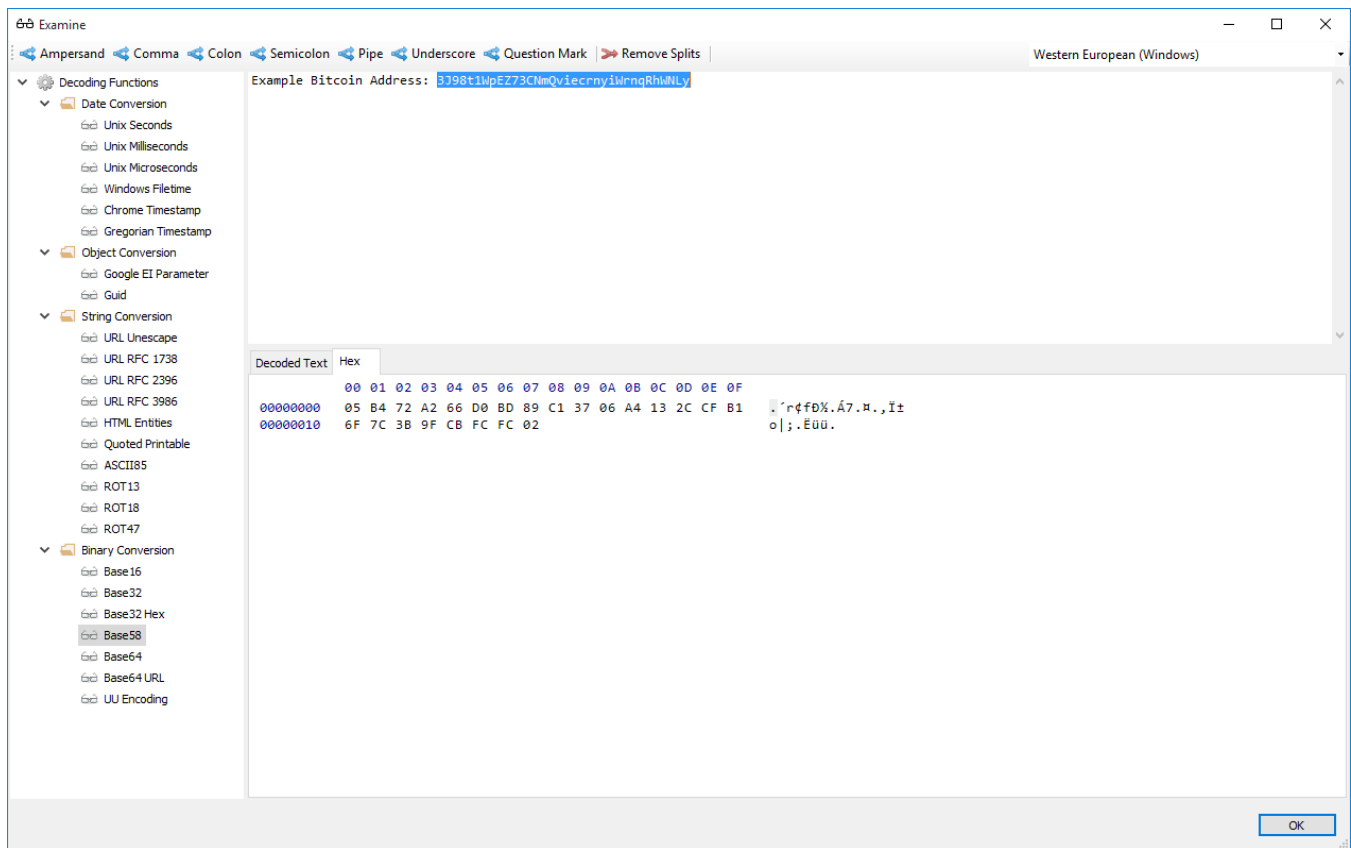 Examine
Ampersand Comma Colon Semicolon Pipe Underscore Question Mark Remove Splits Western European (Windows)
Decoding Functions
Date Conversion
Unix Seconds
Unix Milliseconds
Unix Microseconds
Windows Filetime
Chrome Timestamp
Gregorian Timestamp
Object Conversion
Google EI Parameter
Guid
String Conversion
URL Unescape
URL RFC 1738
URL RFC 2396
URL RFC 3986
HTML Entities
Quoted Printable
ASCII85
ROT13
ROT18
ROT47
Binary Conversion
Base16
Base32
Base32 Hex
Base58
Base64
Base64 URL
UU Encoding
Example Bitcoin Address: 3J98t1WpEZ73CNmQviecrnyiWrnqRhWNLy
Decoded Text Hex
00 01 02 03 04 05 06 07 08 09 0A 0B 0C 0D 0E 0F
00000000 05 B4 72 A2 66 D0 BD 89 C1 37 06 A4 13 2C CF B1 .´r¢fÐ½.Á7.¤.,Ï±
00000010 6F 7C 3B 9F CB FC FC 02 o|;.Ëüü.
OK